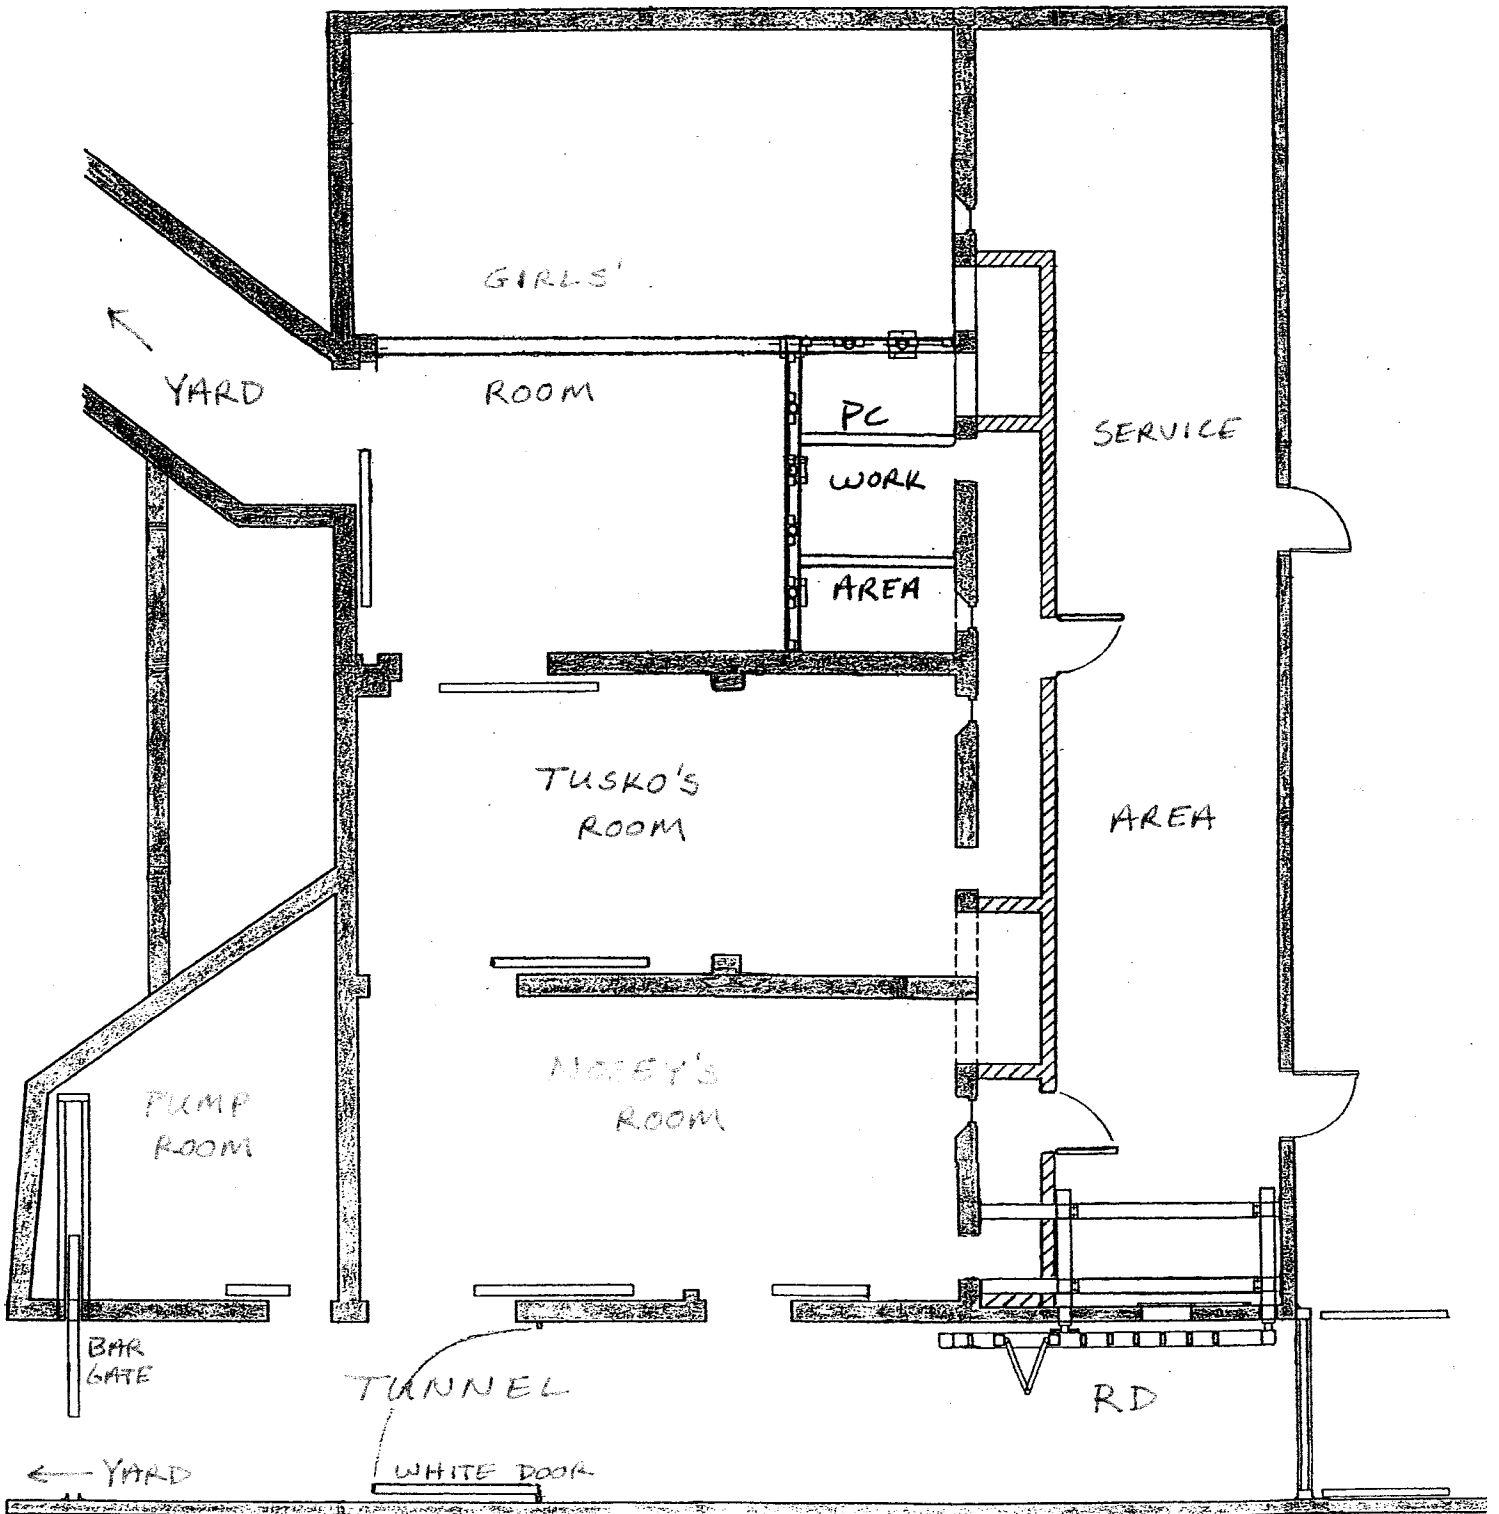 GIRLS'
YARD
ROOM
PC
WORK
AREA
SERVICE
TUSKO'S
ROOM
AREA
NOSEY'S
ROOM
PUMP
ROOM
BAR
GATE
TUNNEL
RD
← YARD
WHITE DOOR